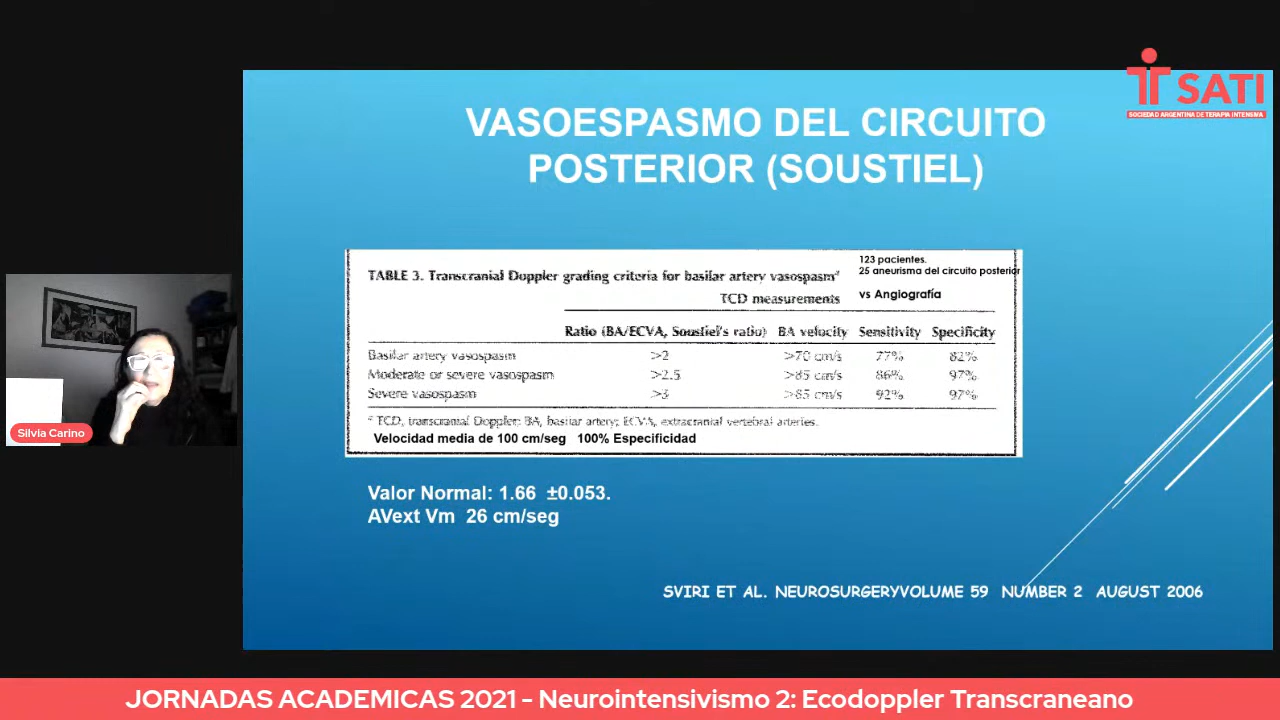 SATI
SOCIEDAD ARGENTINA DE TERAPIA INTENSIVA
VASOESPASMO DEL CIRCUITO
POSTERIOR (SOUSTIEL)
TABLE 3. Transcranial Doppler grading criteria for basilar artery vasospasmᵃ
123 pacientes.
25 aneurisma del circuito posterior
TCD measurements
vs Angiografía
Ratio (BA/ECVA, Soustiel's ratio) BA velocity Sensitivity Specificity
Basilar artery vasospasm >2 >70 cm/s 77% 82%
Moderate or severe vasospasm >2.5 >85 cm/s 86% 97%
Severe vasospasm >3 >85 cm/s 92% 97%
ᵃ TCD, transcranial Doppler; BA, basilar artery; ECVA, extracranial vertebral arteries.
Velocidad media de 100 cm/seg 100% Especificidad
Valor Normal: 1.66 ±0.053.
AVext Vm 26 cm/seg
SVIRI ET AL. NEUROSURGERYVOLUME 59 NUMBER 2 AUGUST 2006
Silvia Carino
JORNADAS ACADEMICAS 2021 - Neurointensivismo 2: Ecodoppler Transcraneano